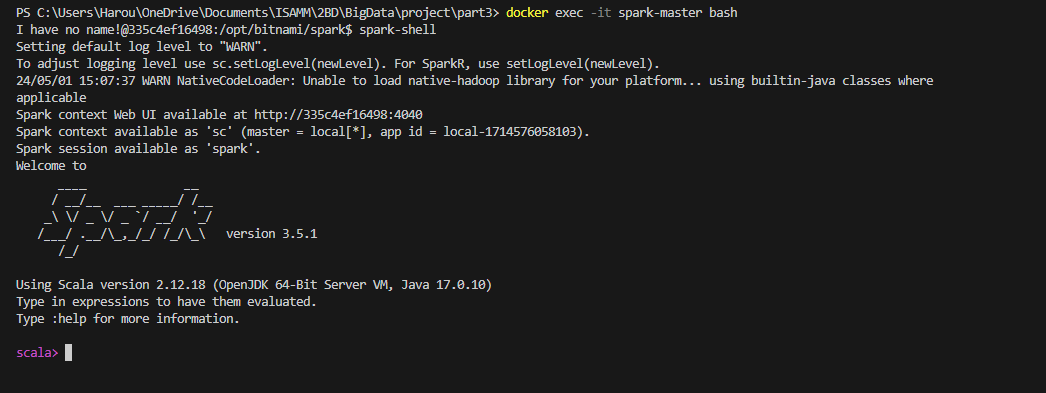 PS C:\Users\Harou\OneDrive\Documents\ISAMM\2BD\BigData\project\part3> docker exec -it spark-master bash
I have no name!@335c4ef16498:/opt/bitnami/spark$ spark-shell
Setting default log level to "WARN".
To adjust logging level use sc.setLogLevel(newLevel). For SparkR, use setLogLevel(newLevel).
24/05/01 15:07:37 WARN NativeCodeLoader: Unable to load native-hadoop library for your platform... using builtin-java classes where
applicable
Spark context Web UI available at http://335c4ef16498:4040
Spark context available as 'sc' (master = local[*], app id = local-1714576058103).
Spark session available as 'spark'.
Welcome to
      ____              __
     / __/__  ___ _____/ /__
    _\ \/ _ \/ _ `/ __/  '_/
   /___/ .__/\_,_/_/ /_/\_\   version 3.5.1
      /_/
Using Scala version 2.12.18 (OpenJDK 64-Bit Server VM, Java 17.0.10)
Type in expressions to have them evaluated.
Type :help for more information.
scala>